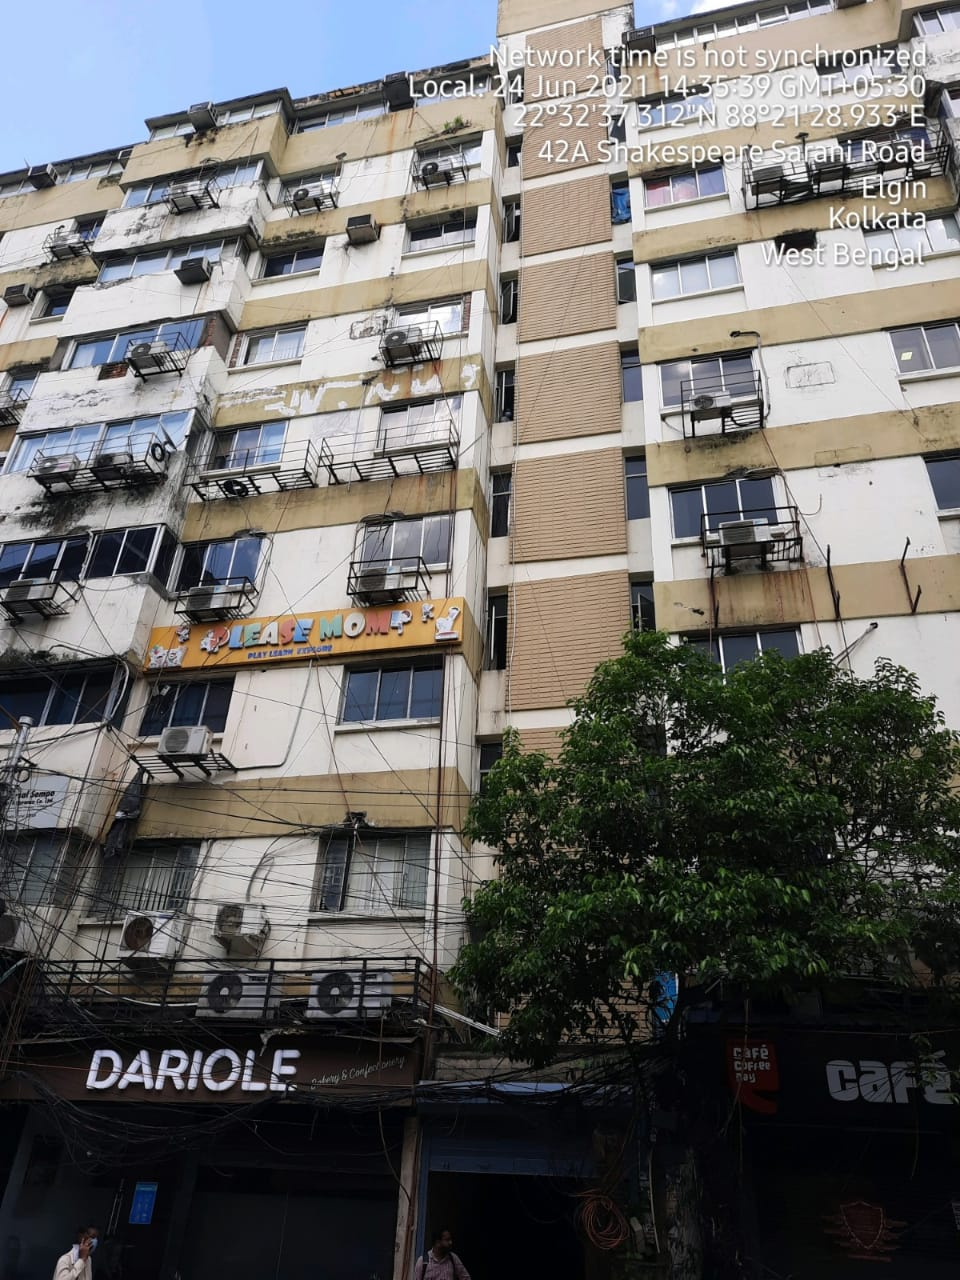 Network time is not synchronized
Local: 24 Jun 2021 14:35:39 GMT+05:30
22°32'37.312"N 88°21'28.933"E
42A Shakespeare Sarani Road
Elgin
Kolkata
West Bengal
PLEASE MOMP
PLAY LEARN EXPLORE
Sompo
DARIOLE
Bakery & Confectionery
café
coffee
day
café